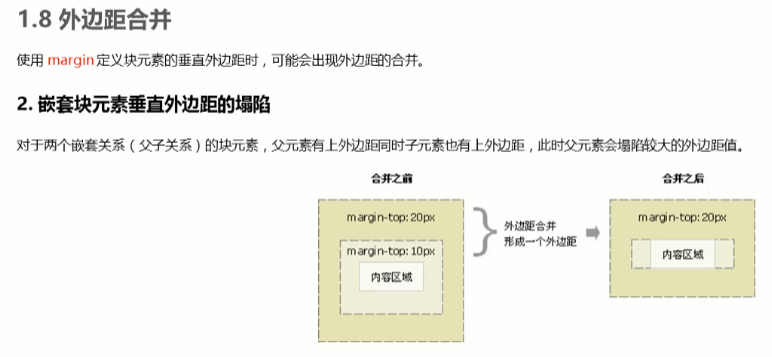 1.8 外边距合并
使用 margin 定义块元素的垂直外边距时，可能会出现外边距的合并。
2. 嵌套块元素垂直外边距的塌陷
对于两个嵌套关系（父子关系）的块元素，父元素有上外边距同时子元素也有上外边距，此时父元素会塌陷较大的外边距值。
合并之前
margin-top: 20px
margin-top: 10px
内容区域
外边距合并
形成一个外边距
合并之后
margin-top: 20px
内容区域